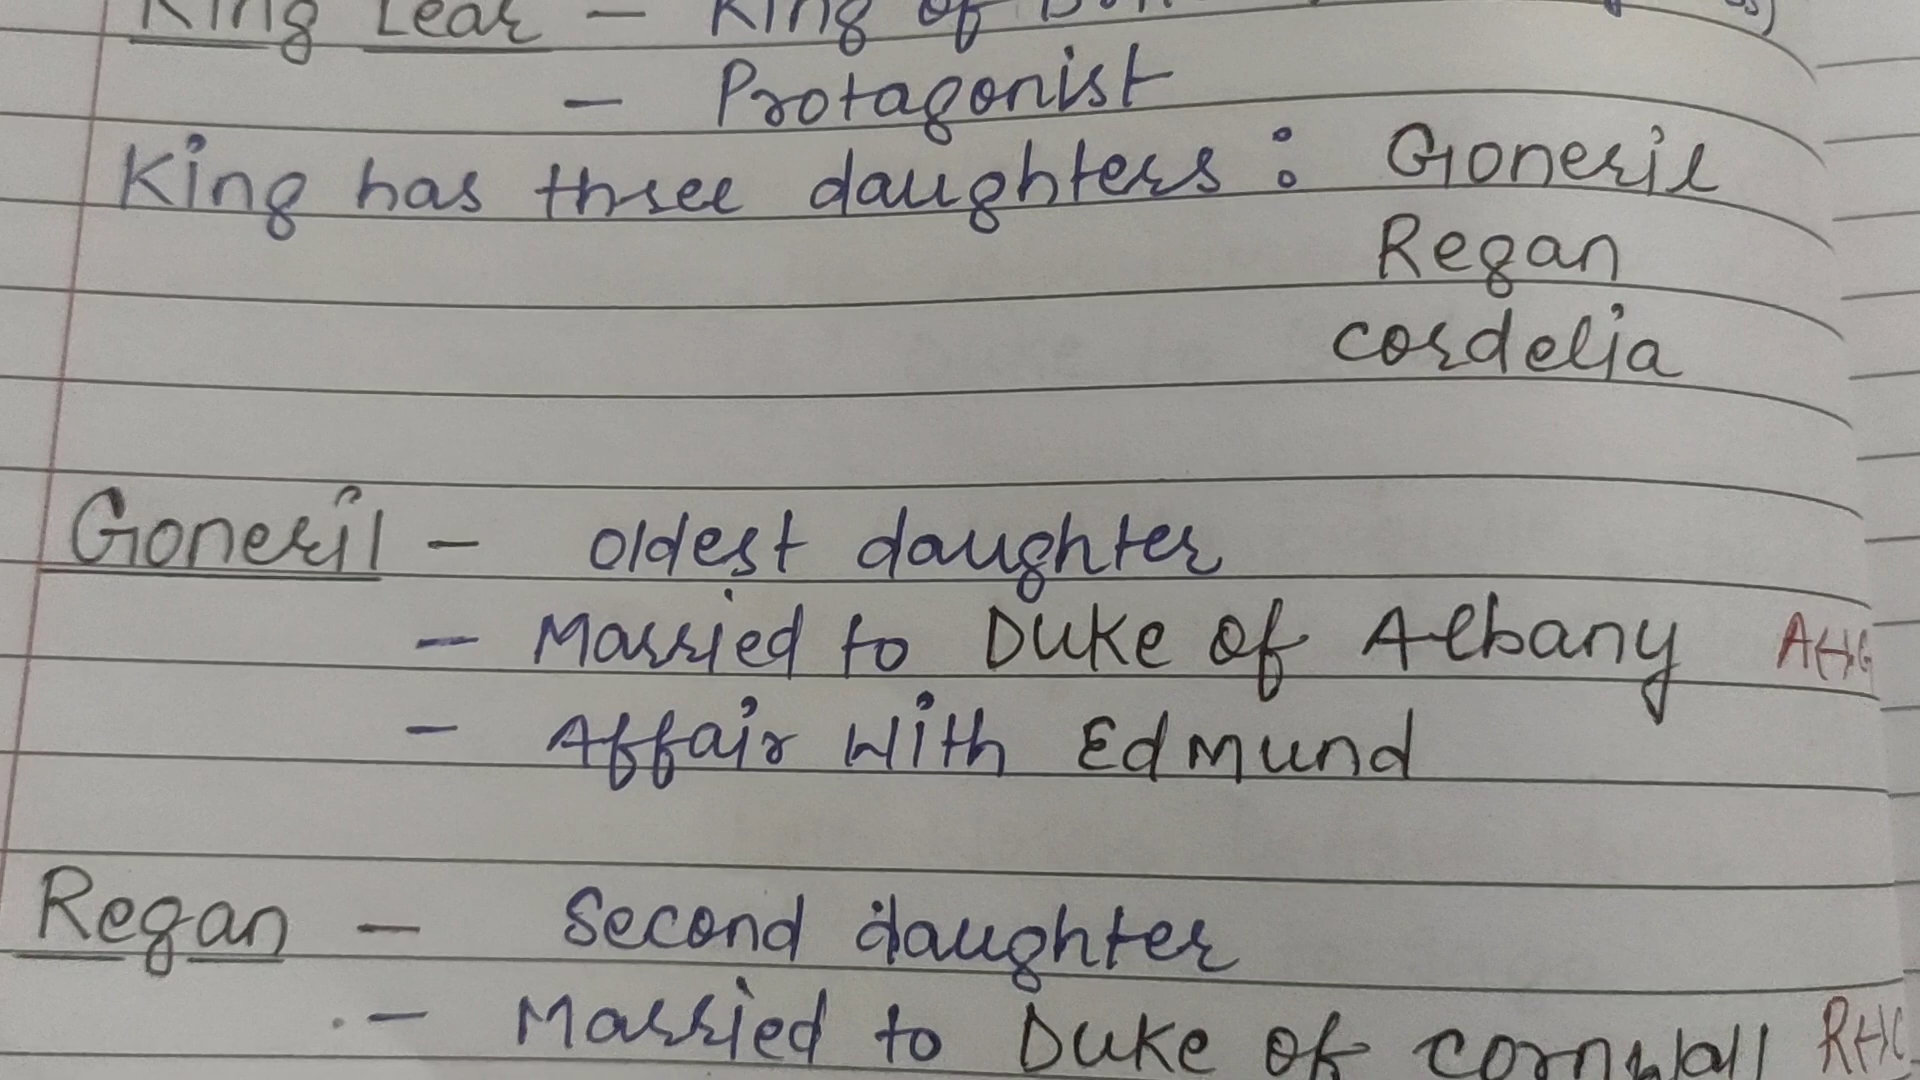 King Lear - King of
- Protagonist
King has three daughters : Goneril
Regan
cordelia
Goneril - oldest daughter
- Married to Duke of Albany
- Affair with Edmund
Regan - Second daughter
- Married to Duke of cornwall